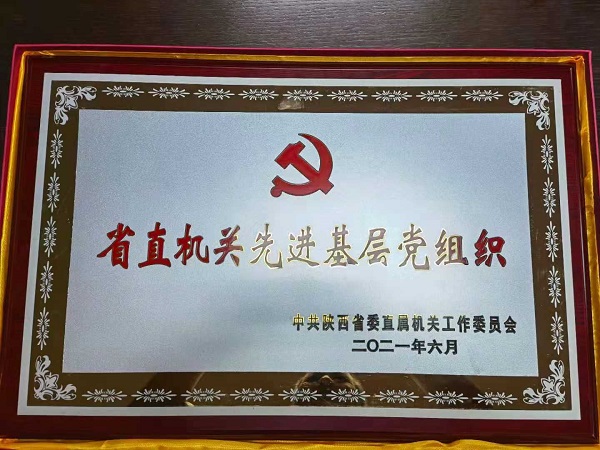 省直机关先进基层党组织
中共陕西省委直属机关工作委员会
二〇二一年六月